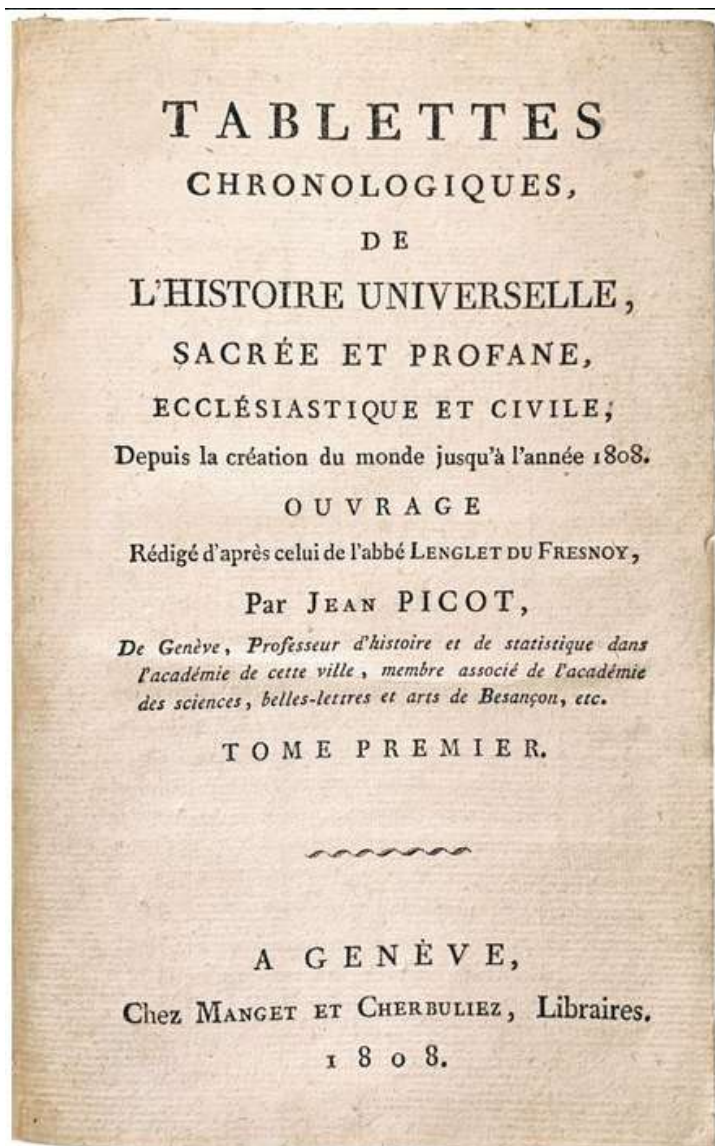 TABLETTES
CHRONOLOGIQUES,
DE
L'HISTOIRE UNIVERSELLE,
SACRÉE ET PROFANE,
ECCLÉSIASTIQUE ET CIVILE,
Depuis la création du monde jusqu'à l'année 1808.
OUVRAGE
Rédigé d'après celui de l'abbé LENGLET DU FRESNOY,
Par JEAN PICOT,
De Genève, Professeur d'histoire et de statistique dans
l'académie de cette ville, membre associé de l'académie
des sciences, belles-lettres et arts de Besançon, etc.
TOME PREMIER.
A GENÈVE,
Chez MANGET ET CHERBULIEZ, Libraires.
1808.